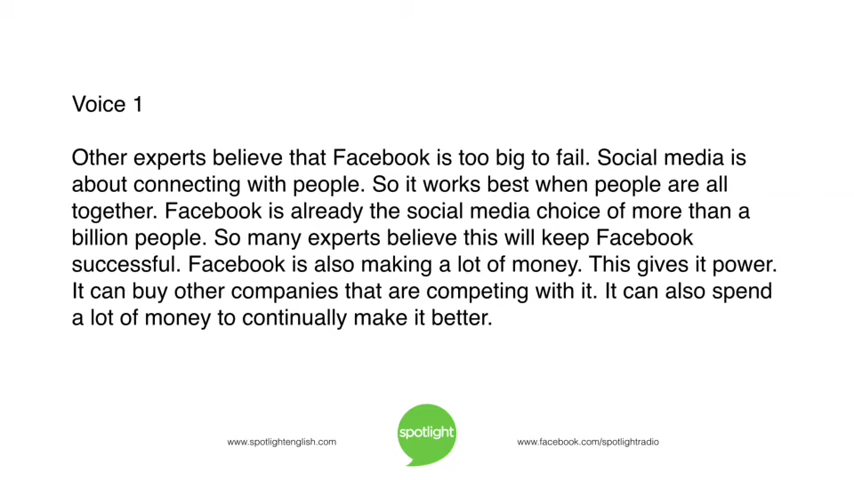 Voice 1
Other experts believe that Facebook is too big to fail. Social media is
about connecting with people. So it works best when people are all
together. Facebook is already the social media choice of more than a
billion people. So many experts believe this will keep Facebook
successful. Facebook is also making a lot of money. This gives it power.
It can buy other companies that are competing with it. It can also spend
a lot of money to continually make it better.
www.spotlightenglish.com
spotlight
www.facebook.com/spotlightradio